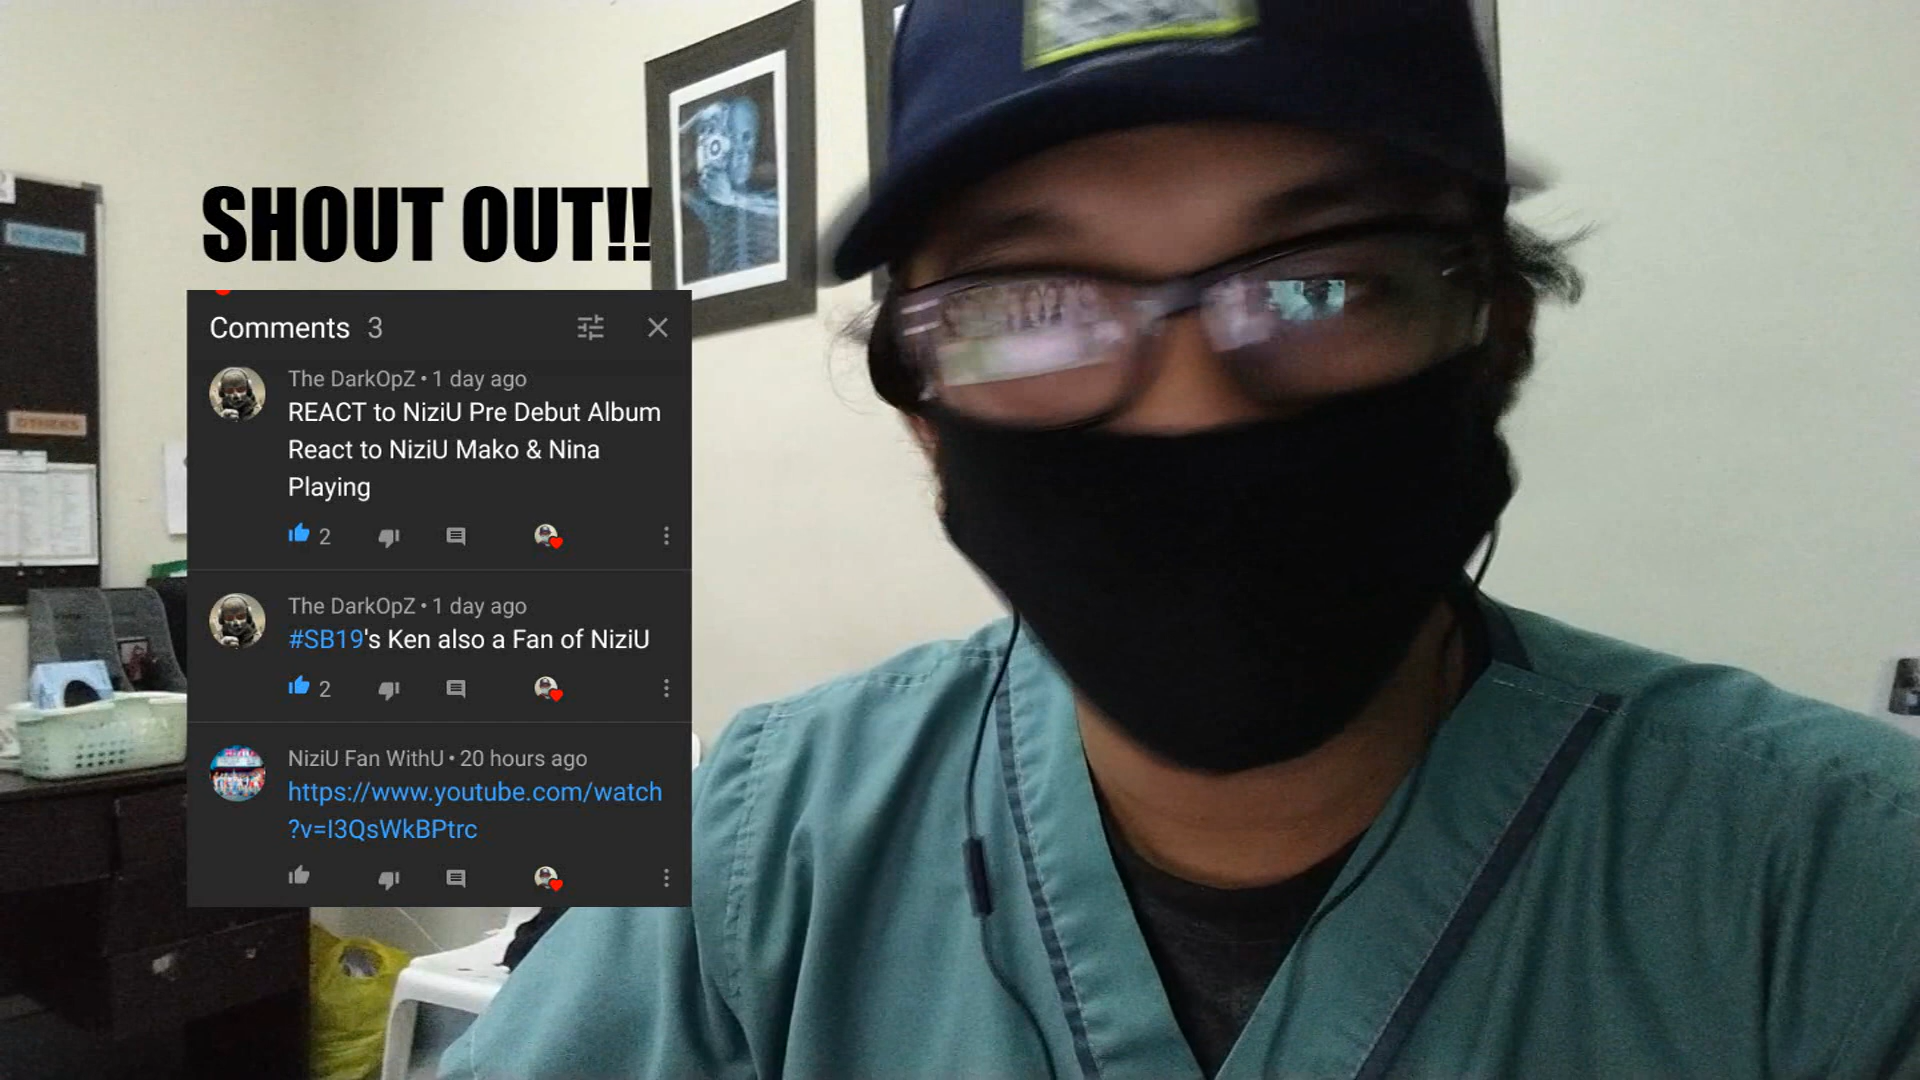 SHOUT OUT!!
Comments 3
The DarkOpZ • 1 day ago
REACT to NiziU Pre Debut Album
React to NiziU Mako & Nina
Playing
2
The DarkOpZ • 1 day ago
#SB19's Ken also a Fan of NiziU
2
NiziU Fan WithU • 20 hours ago
https://www.youtube.com/watch
?v=I3QsWkBPtrc
OTHERS